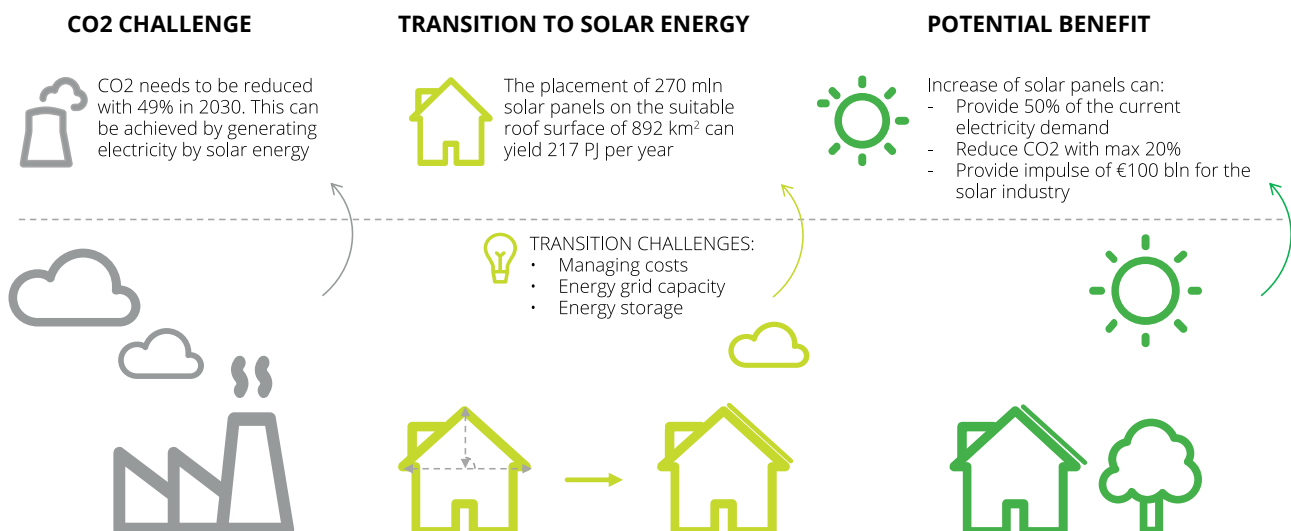 CO2 CHALLENGE
CO2 needs to be reduced
with 49% in 2030. This can
be achieved by generating
electricity by solar energy
TRANSITION TO SOLAR ENERGY
The placement of 270 mln
solar panels on the suitable
roof surface of 892 km² can
yield 217 PJ per year
TRANSITION CHALLENGES:
• Managing costs
• Energy grid capacity
• Energy storage
POTENTIAL BENEFIT
Increase of solar panels can:
- Provide 50% of the current
electricity demand
- Reduce CO2 with max 20%
- Provide impulse of €100 bln for the
solar industry